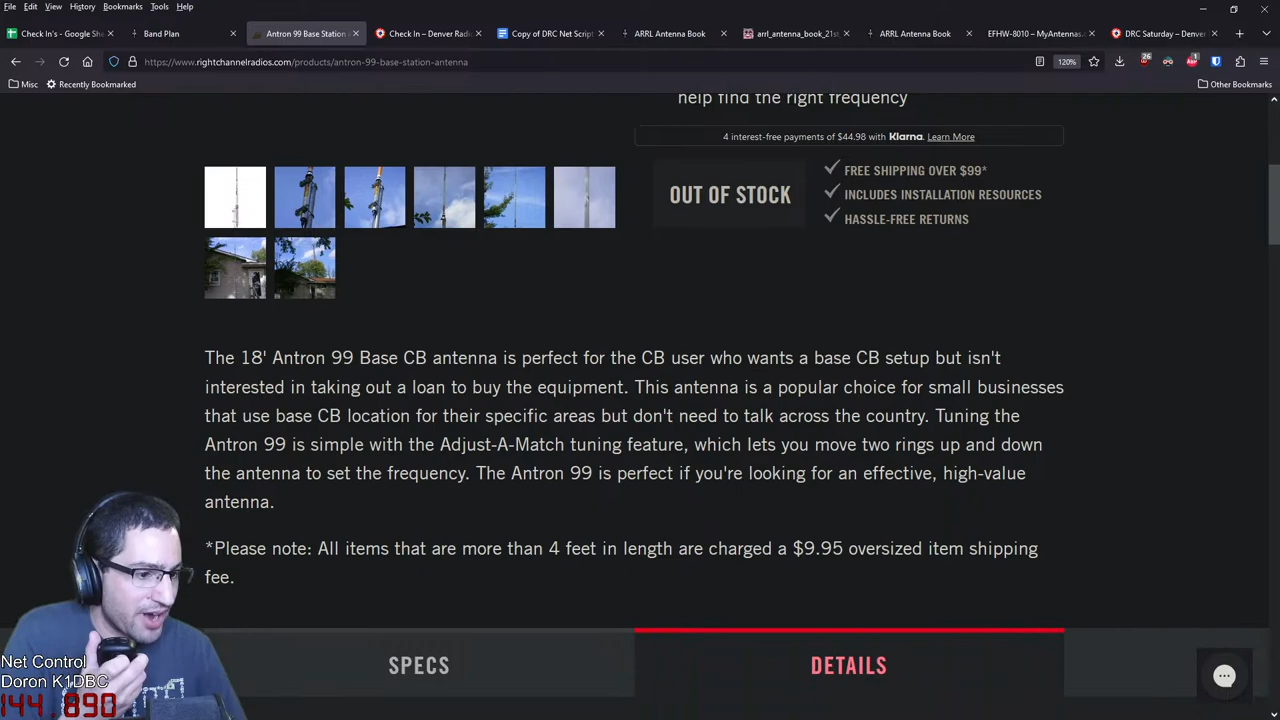 File Edit View History Bookmarks Tools Help
Check In's - Google She
Band Plan
Antron 99 Base Station
Check In – Denver Radio
Copy of DRC Net Script
ARRL Antenna Book
arrl_antenna_book_21st
ARRL Antenna Book
EFHW-8010 – MyAntennas.c
DRC Saturday – Denver
https://www.rightchannelradios.com/products/antron-99-base-station-antenna
120%
26
1
Misc
Recently Bookmarked
Other Bookmarks
help find the right frequency
4 interest-free payments of $44.98 with Klarna. Learn More
OUT OF STOCK
FREE SHIPPING OVER $99*
INCLUDES INSTALLATION RESOURCES
HASSLE-FREE RETURNS
The 18' Antron 99 Base CB antenna is perfect for the CB user who wants a base CB setup but isn't
interested in taking out a loan to buy the equipment. This antenna is a popular choice for small businesses
that use base CB location for their specific areas but don't need to talk across the country. Tuning the
Antron 99 is simple with the Adjust-A-Match tuning feature, which lets you move two rings up and down
the antenna to set the frequency. The Antron 99 is perfect if you're looking for an effective, high-value
antenna.
*Please note: All items that are more than 4 feet in length are charged a $9.95 oversized item shipping
fee.
SPECS
DETAILS
Net Control
Doron K1DBC
144.890